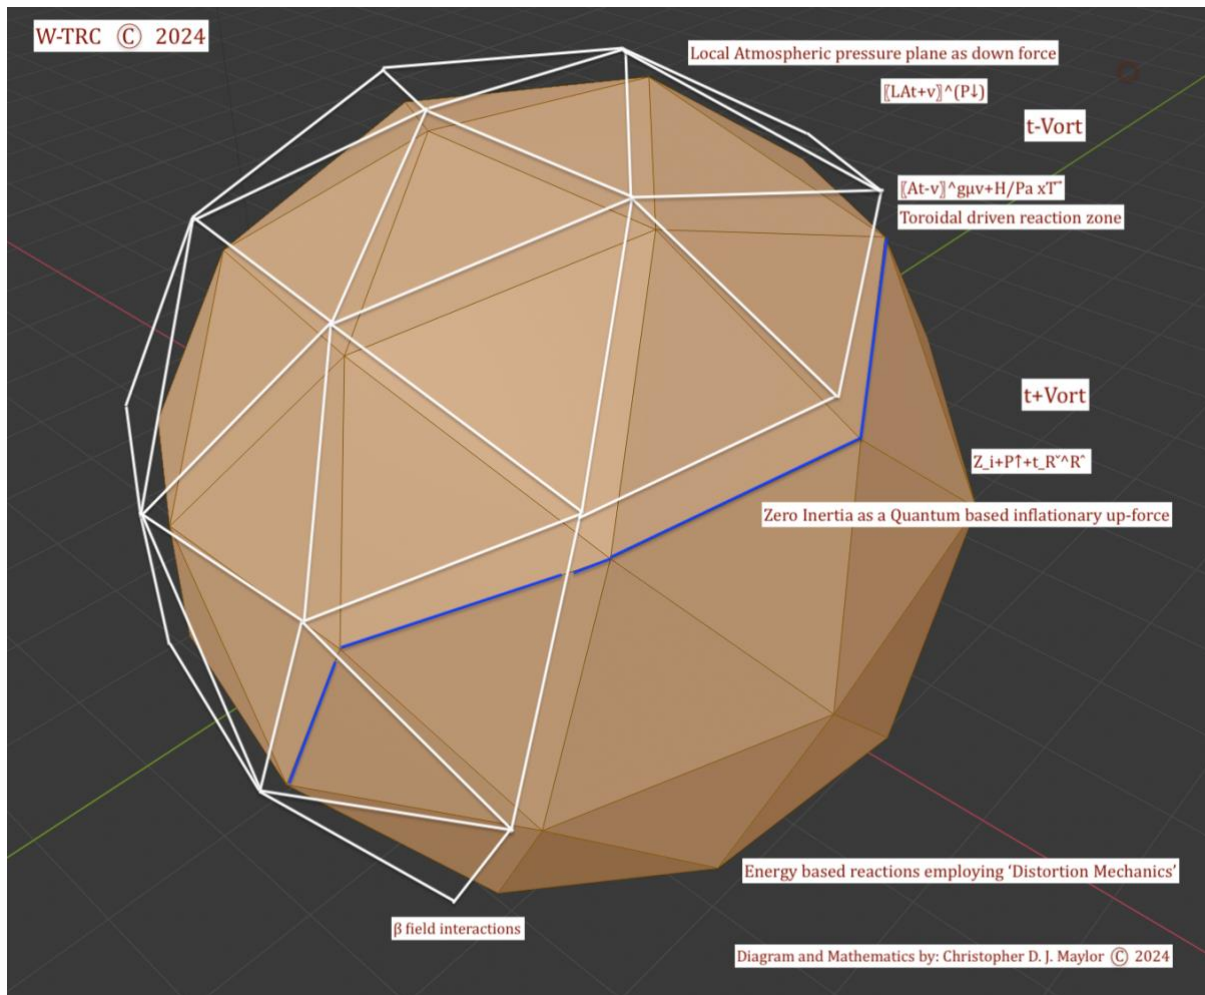 W-TRC Ⓒ 2024
Local Atmospheric pressure plane as down force
〖LAt+v〗^(P↓)
t-Vort
〖At-v〗^gμv+H/Pa xT^"
Toroidal driven reaction zone
t+Vort
Z_i+P↑+t_Rˇ^Rˆ
Zero Inertia as a Quantum based inflationary up-force
Energy based reactions employing ‘Distortion Mechanics’
β field interactions
Diagram and Mathematics by: Christopher D. J. Maylor Ⓒ 2024